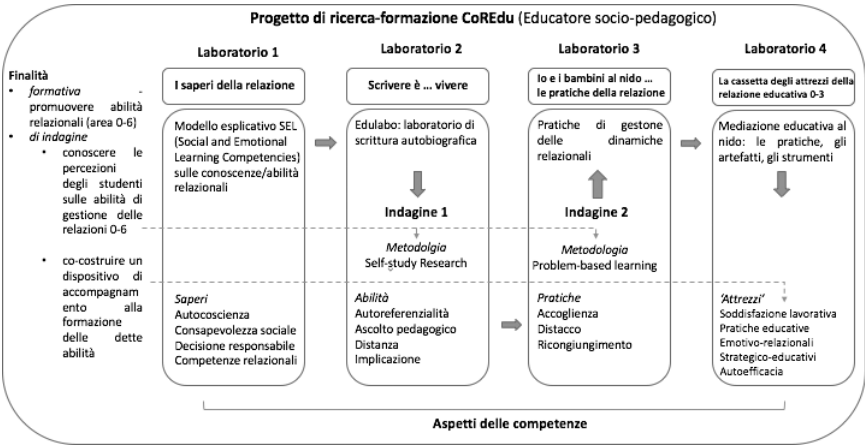 Progetto di ricerca-formazione CoREdu (Educatore socio-pedagogico)
Finalità
• formativa -
promuovere abilità
relazionali (area 0-6)
• di indagine
• conoscere le
percezioni
degli studenti
sulle abilità di
gestione delle
relazioni 0-6
• co-costruire un
dispositivo di
accompagnam
ento alla
formazione
delle dette
abilità
Laboratorio 1
I saperi della relazione
Modello esplicativo SEL
(Social and Emotional
Learning Competencies)
sulle conoscenze/abilità
relazionali
Saperi
Autocoscienza
Consapevolezza sociale
Decisione responsabile
Competenze relazionali
Laboratorio 2
Scrivere è ... vivere
Edulabo: laboratorio di
scrittura autobiografica
Indagine 1
Metodolgia
Self-study Research
Abilità
Autoreferenzialità
Ascolto pedagogico
Distanza
Implicazione
Laboratorio 3
Io e i bambini al nido ...
le pratiche della relazione
Pratiche di gestone
delle dinamiche
relazionali
Indagine 2
Metodologia
Problem-based learning
Pratiche
Accoglienza
Distacco
Ricongiungimento
Laboratorio 4
La cassetta degli attrezzi della
relazione educativa 0-3
Mediazione educativa al
nido: le pratiche, gli
artefatti, gli strumenti
‘Attrezzi’
Soddisfazione lavorativa
Pratiche educative
Emotivo-relazionali
Strategico-educativi
Autoefficacia
Aspetti delle competenze